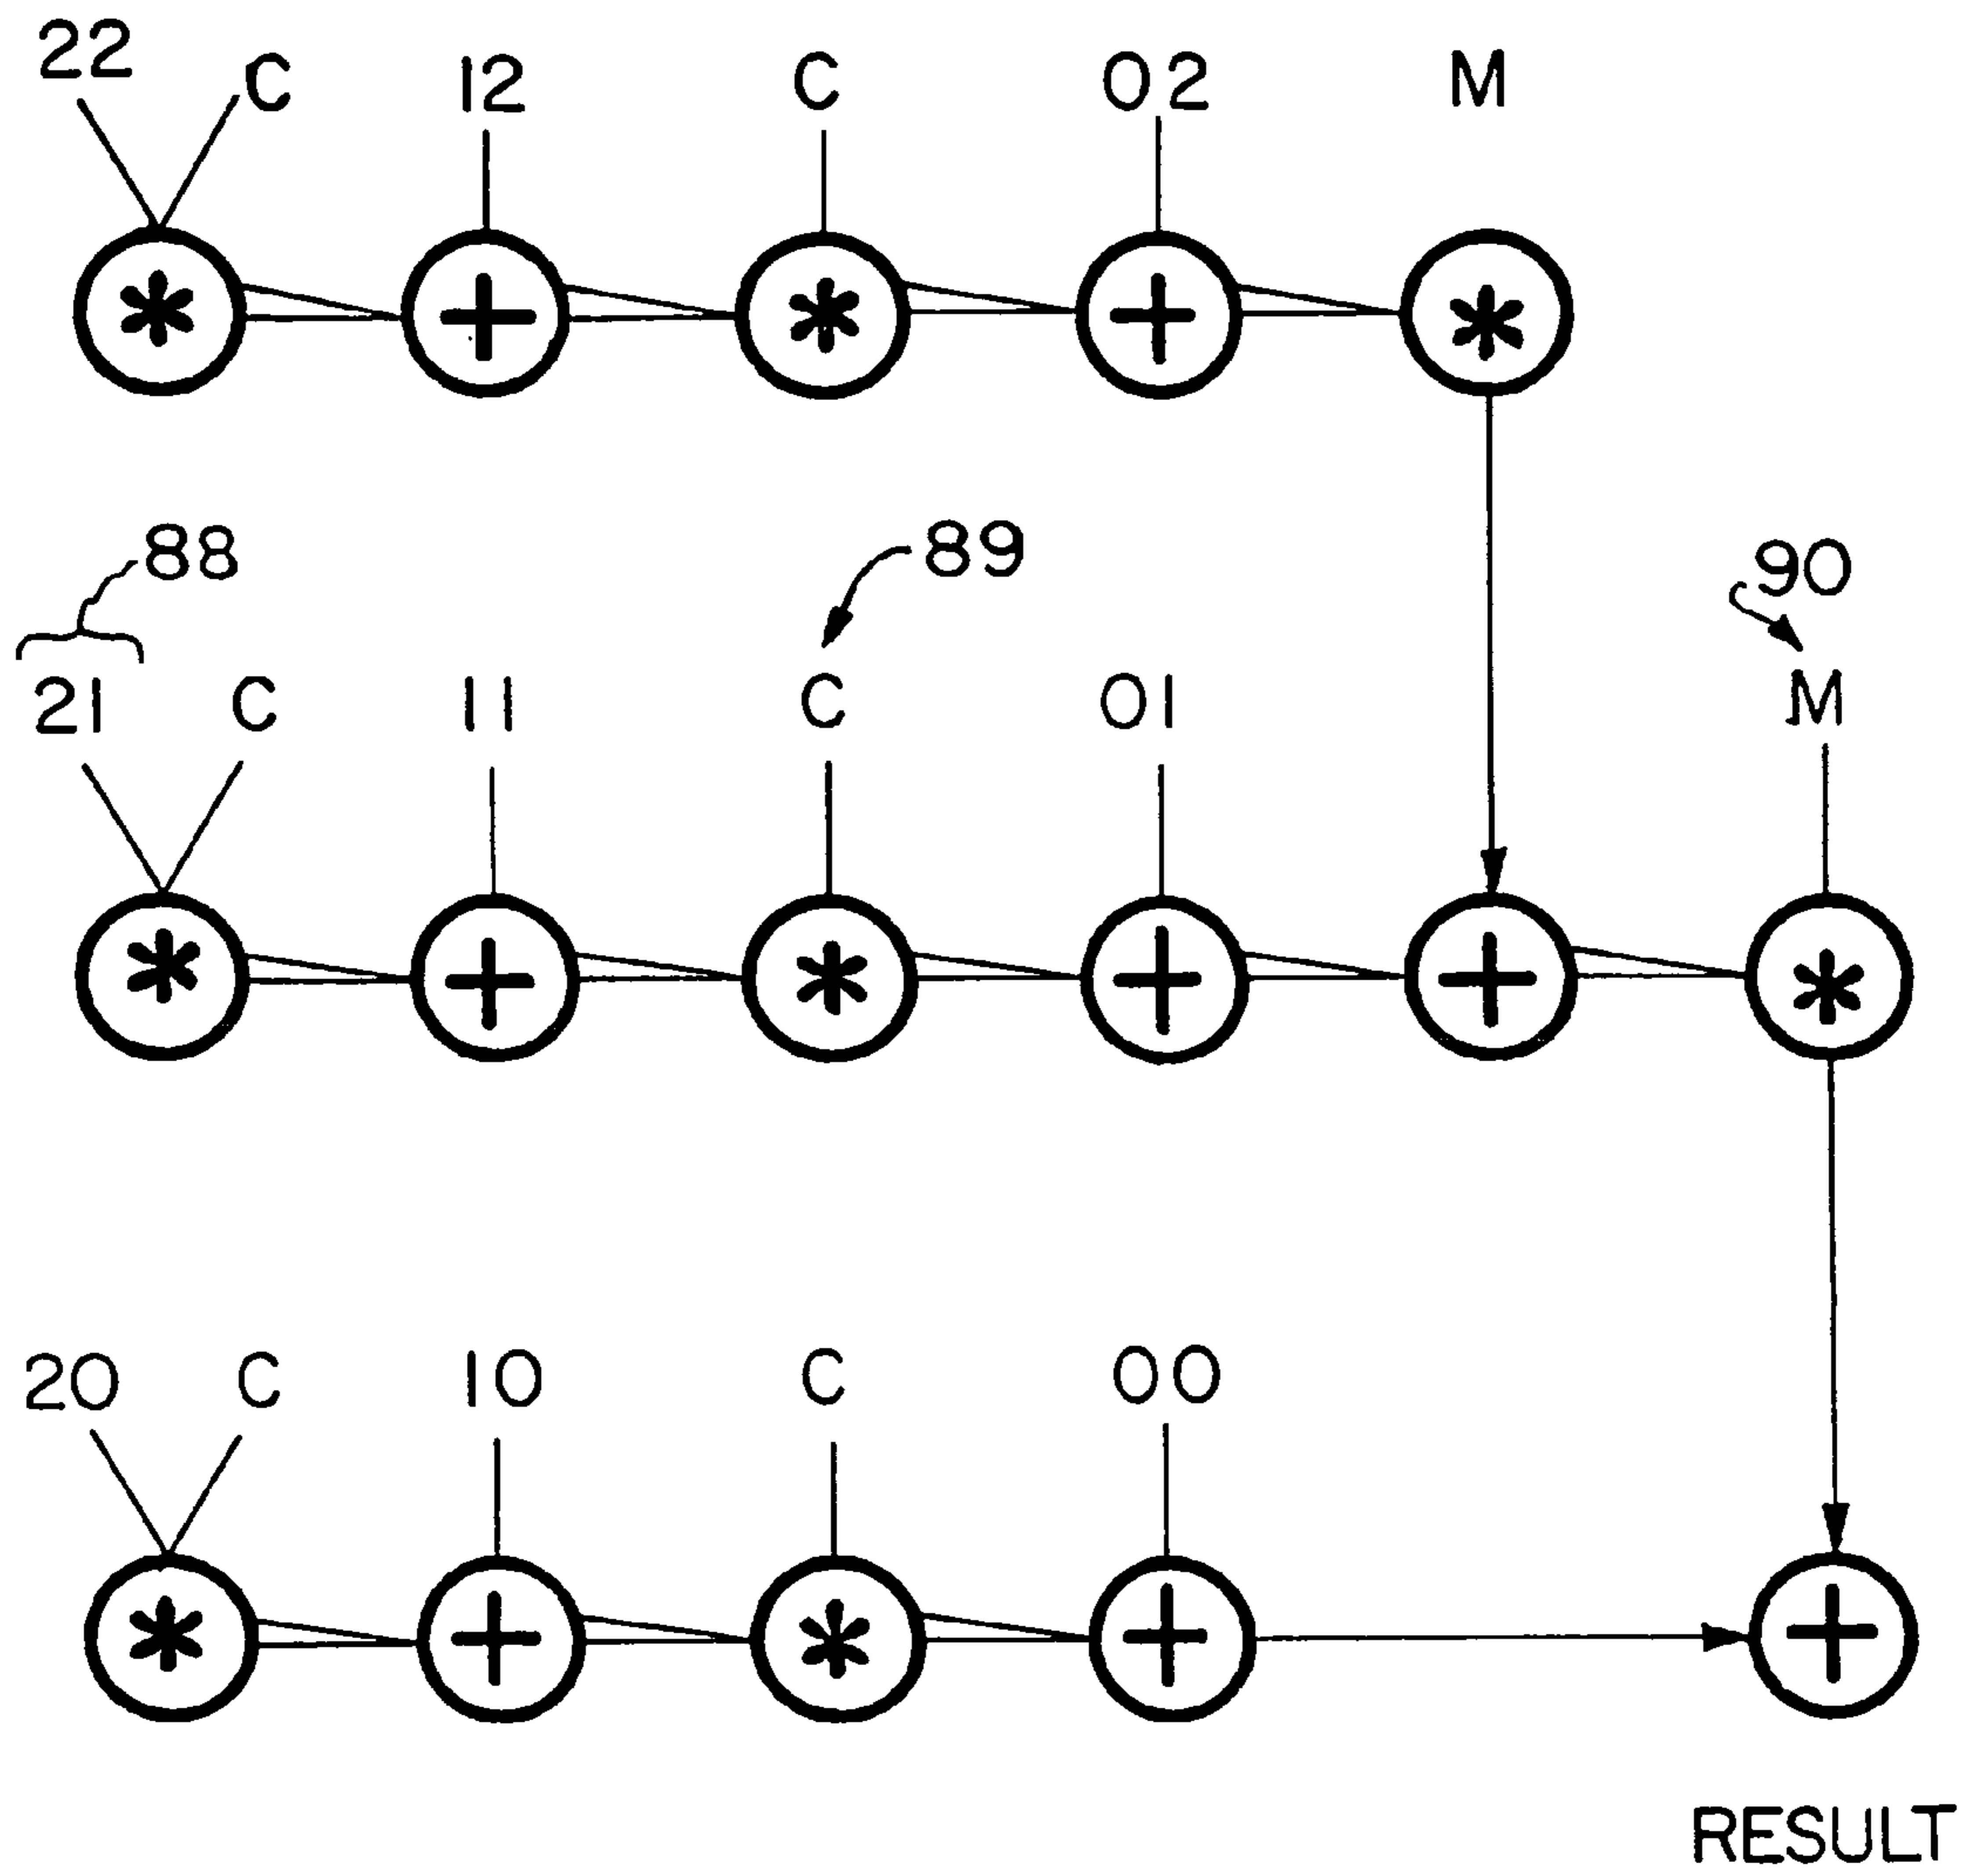 22 C 12 C 02 M
* + * + *
88 89 90
21 C 11 C 01 M
* + * + + *
20 C 10 C 00
* + * + +
RESULT